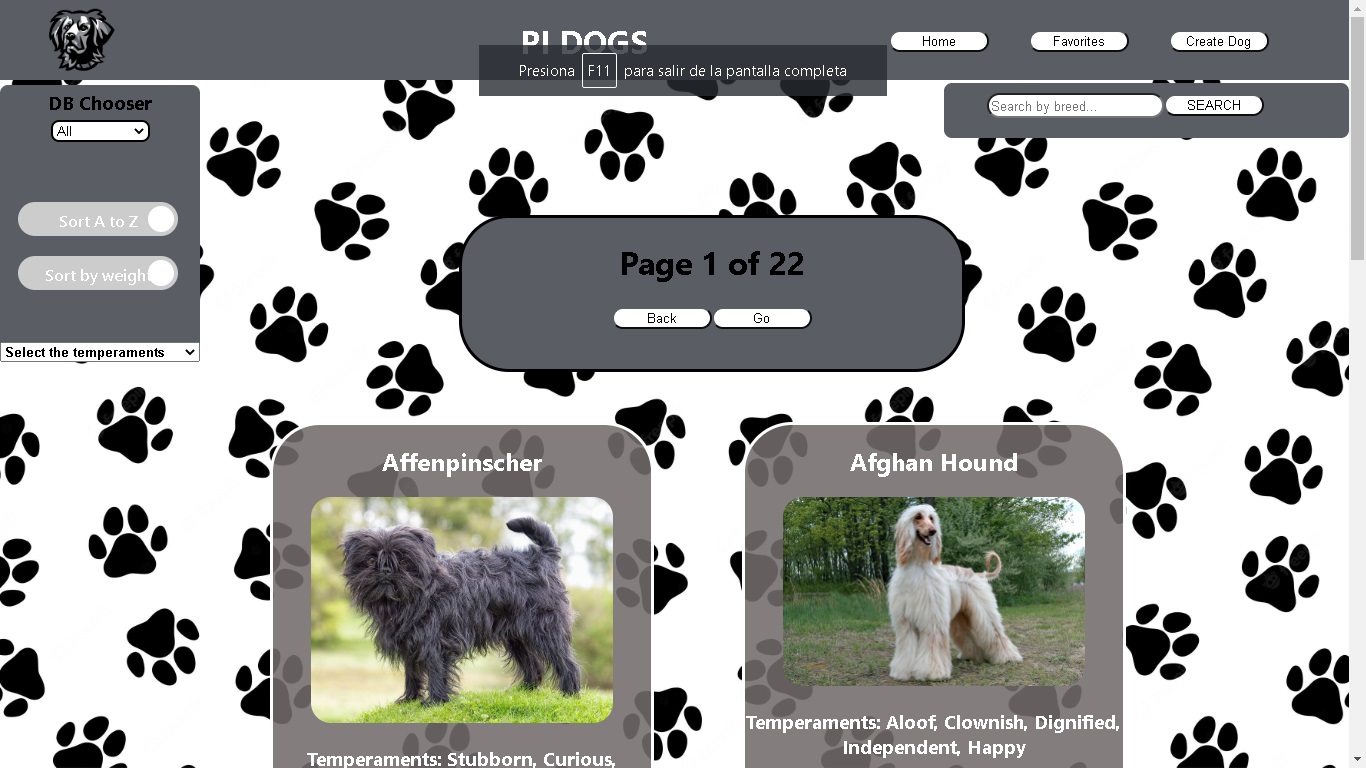 PI DOGS
Home
Favorites
Create Dog
Presiona F11 para salir de la pantalla completa
DB Chooser
All
Search by breed...
SEARCH
Sort A to Z
Sort by weight
Page 1 of 22
Back
Go
Select the temperaments
Affenpinscher
Afghan Hound
Temperaments: Aloof, Clownish, Dignified,
Independent, Happy
Temperaments: Stubborn, Curious,